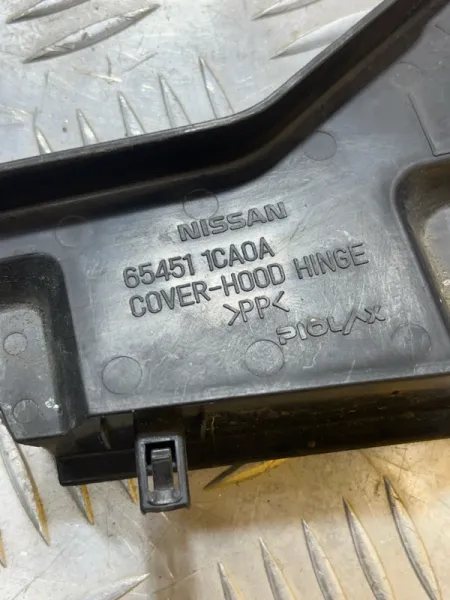 NISSAN
65451 1CA0A
COVER-HOOD HINGE
>PP<
PIOLAX